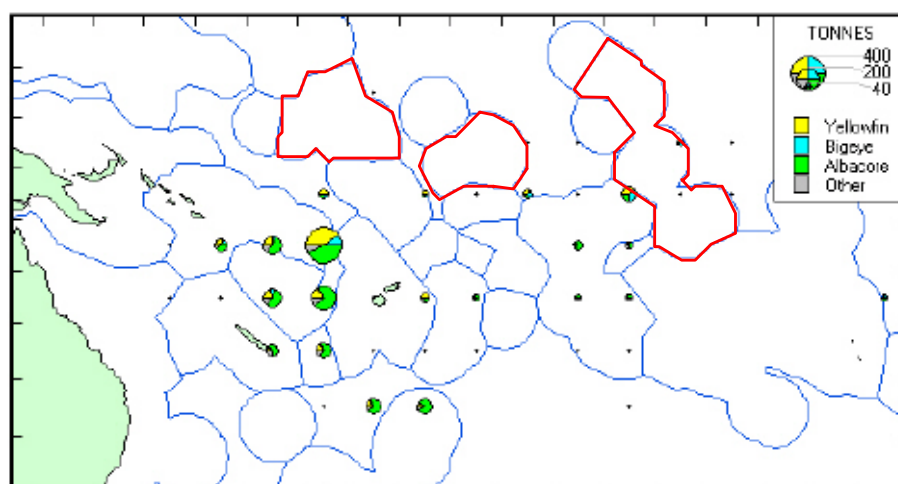 TONNES
400
200
40
Yellowfin
Bigeye
Albacore
Other